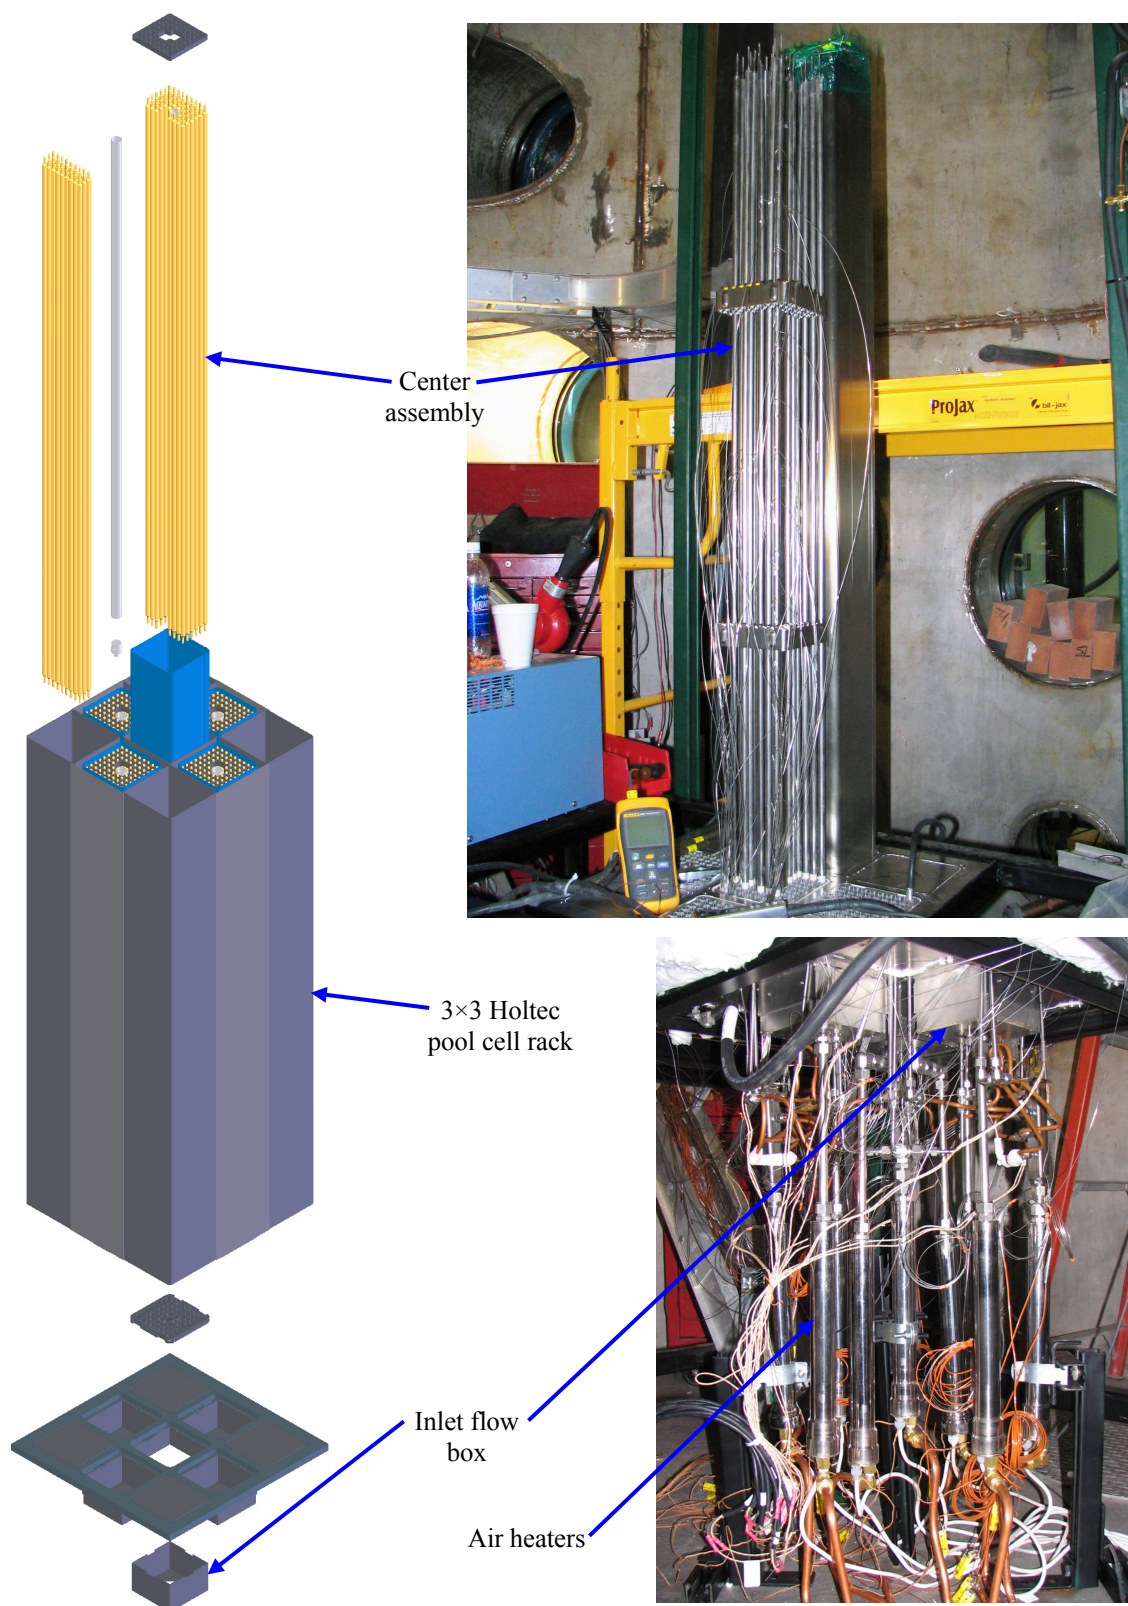 Center
assembly
ProJax
bil-jax
3×3 Holtec
pool cell rack
Inlet flow
box
Air heaters